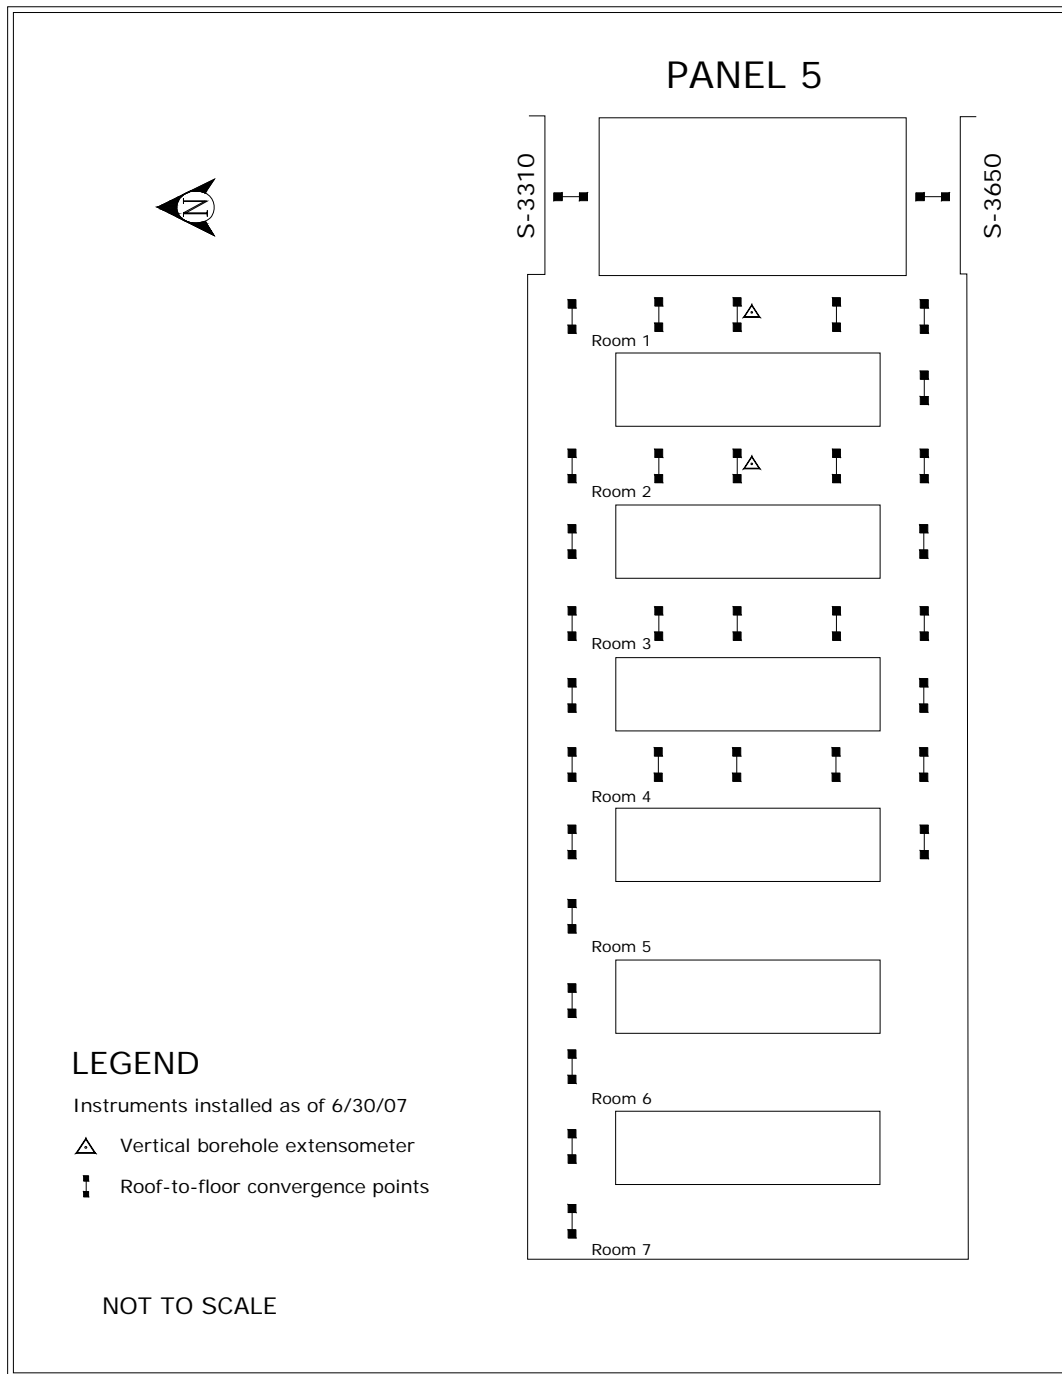 PANEL 5
S-3310
S-3650
N
Room 1
Room 2
Room 3
Room 4
Room 5
Room 6
Room 7
LEGEND
Instruments installed as of 6/30/07
Vertical borehole extensometer
Roof-to-floor convergence points
NOT TO SCALE